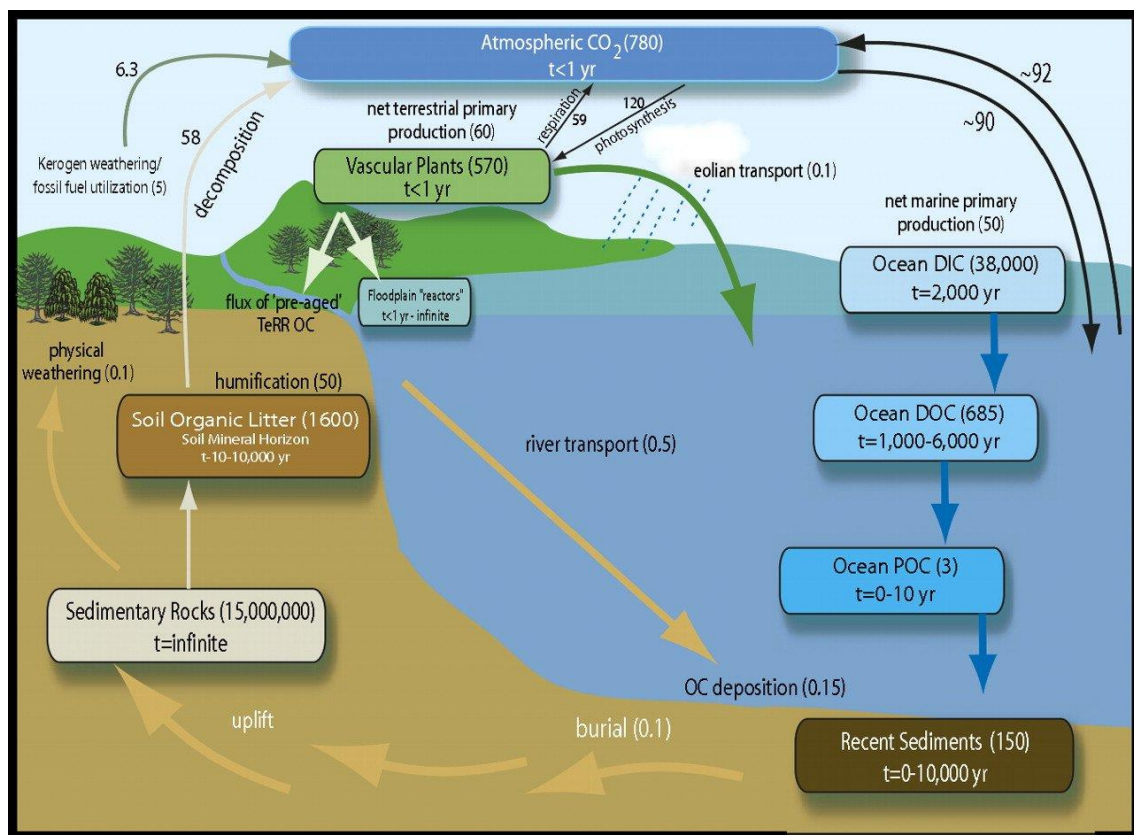 Atmospheric CO2 (780)
t<1 yr
6.3
~92
~90
58
decomposition
net terrestrial primary
production (60)
respiration
59
120
photosynthesis
Kerogen weathering/
fossil fuel utilization (5)
Vascular Plants (570)
t<1 yr
eolian transport (0.1)
net marine primary
production (50)
Ocean DIC (38,000)
t=2,000 yr
flux of 'pre-aged'
TeRR OC
Floodplain "reactors"
t<1 yr - infinite
physical
weathering (0.1)
humification (50)
Soil Organic Litter (1600)
Soil Mineral Horizon
t-10-10,000 yr
river transport (0.5)
Ocean DOC (685)
t=1,000-6,000 yr
Ocean POC (3)
t=0-10 yr
Sedimentary Rocks (15,000,000)
t=infinite
OC deposition (0.15)
uplift
burial (0.1)
Recent Sediments (150)
t=0-10,000 yr